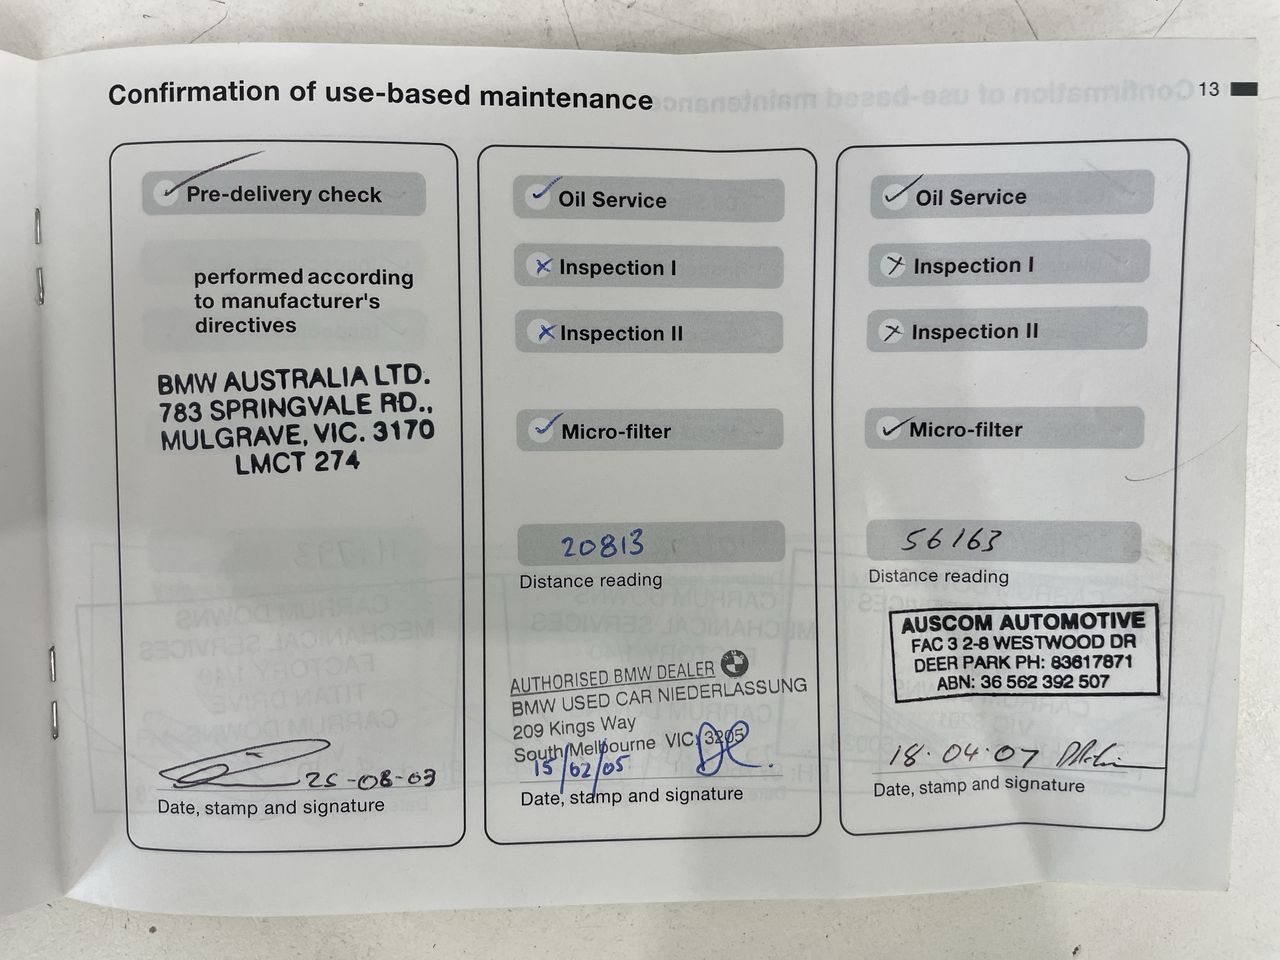 Confirmation of use-based maintenance
13
Pre-delivery check
performed according
to manufacturer's
directives
BMW AUSTRALIA LTD.
783 SPRINGVALE RD.,
MULGRAVE, VIC. 3170
LMCT 274
25-08-03
Date, stamp and signature
Oil Service
Inspection I
Inspection II
Micro-filter
20813
Distance reading
AUTHORISED BMW DEALER
BMW USED CAR NIEDERLASSUNG
209 Kings Way
South Melbourne VIC 3205
15/02/05
Date, stamp and signature
Oil Service
Inspection I
Inspection II
Micro-filter
56163
Distance reading
AUSCOM AUTOMOTIVE
FAC 3 2-8 WESTWOOD DR
DEER PARK PH: 83617871
ABN: 36 562 392 507
18.04.07
Date, stamp and signature